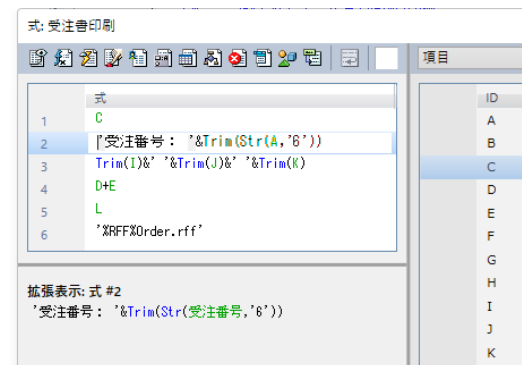 式: 受注書印刷
項目
式
ID
1 C
2 '受注番号： '&Trim(Str(A,'6'))
3 Trim(I)&' '&Trim(J)&' '&Trim(K)
4 D+E
5 L
6 '%RFF%Order.rff'
A
B
C
D
E
F
G
H
I
J
K
拡張表示: 式 #2
'受注番号： '&Trim(Str(受注番号,'6'))